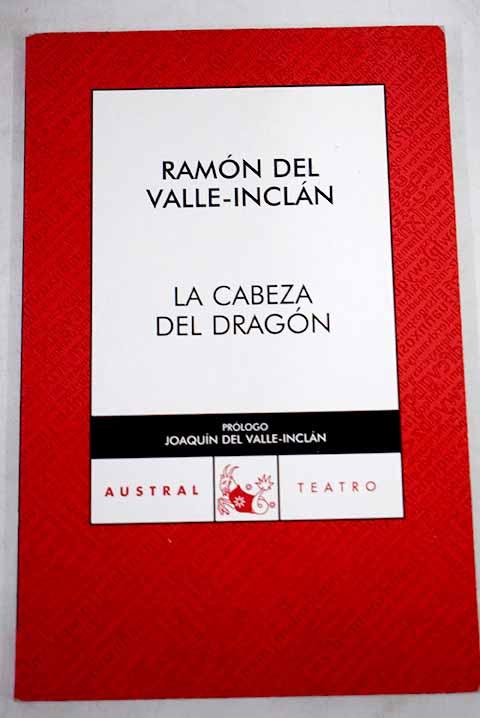 RAMÓN DEL
VALLE-INCLÁN
LA CABEZA
DEL DRAGÓN
PRÓLOGO
JOAQUÍN DEL VALLE-INCLÁN
AUSTRAL
TEATRO